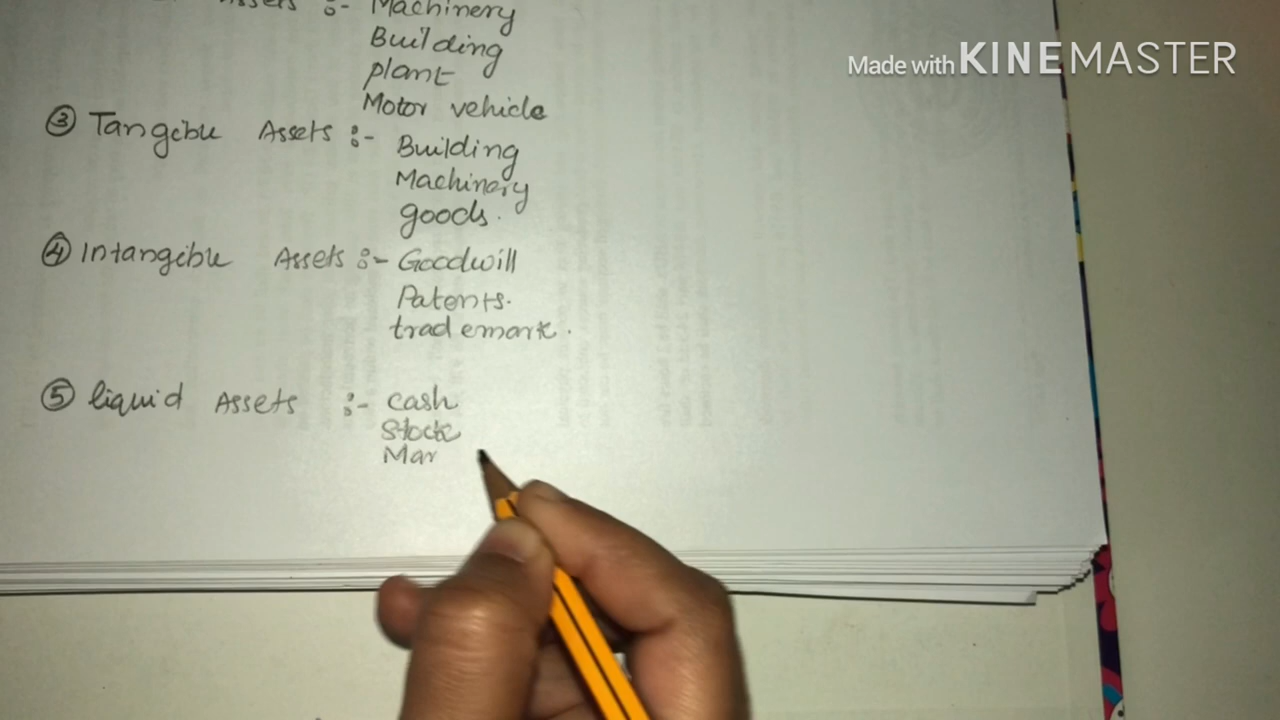 Assets :- Machinery
Building
plant
Motor vehicle
③ Tangible Assets :- Building
Machinery
goods.
④ Intangible Assets :- Goodwill
Patents.
trademark.
⑤ liquid Assets :- cash
Stock
Mar
Made with KINEMASTER